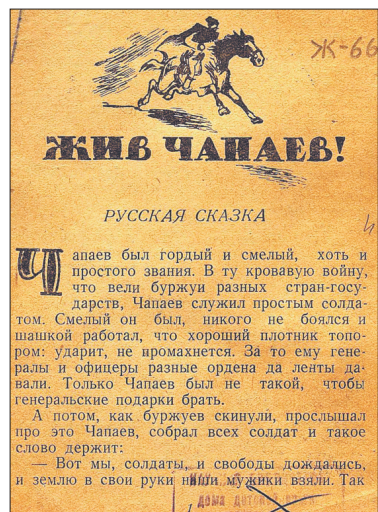 Ж-66
ЖИВ ЧАПАЕВ!
РУССКАЯ СКАЗКА
Чапаев был гордый и смелый, хоть и
простого звания. В ту кровавую войну,
что вели буржуи разных стран-госу-
дарств, Чапаев служил простым солда-
том. Смелый он был, никого не боялся и
шашкой работал, что хороший плотник топо-
ром: ударит, не промахнется. За то ему гене-
ралы и офицеры разные ордена да ленты да-
вали. Только Чапаев был не такой, чтобы
генеральские подарки брать.
А потом, как буржуев скинули, прослышал
про это Чапаев, собрал всех солдат и такое
слово держит:
— Вот мы, солдаты, и свободы дождались,
и землю в свои руки наши мужики взяли. Так
дома детской